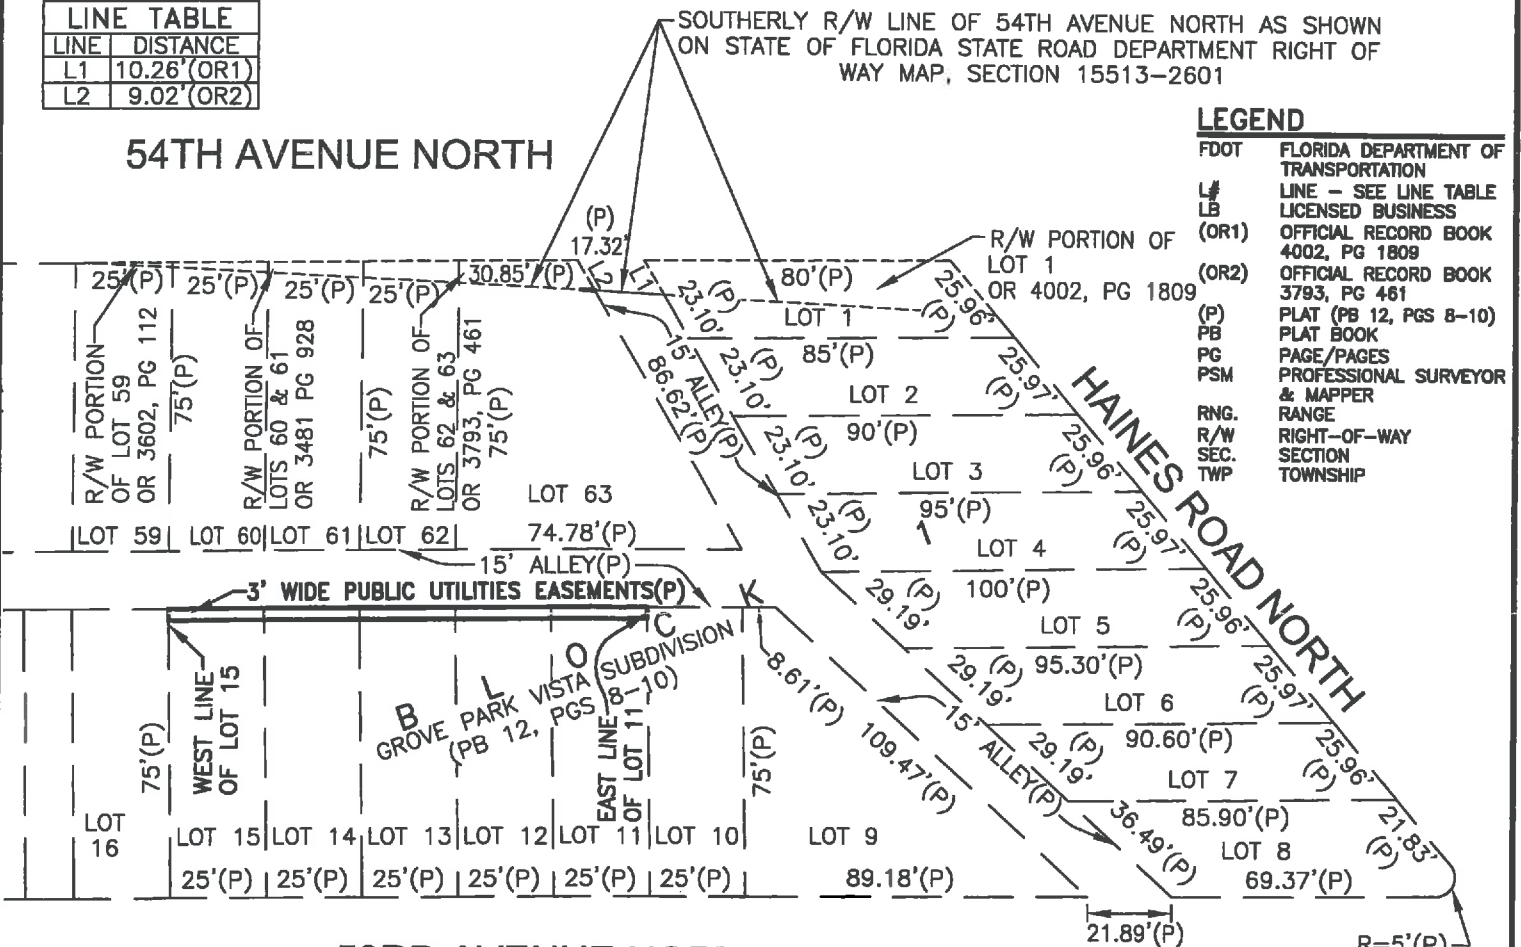 LINE TABLE
LINE DISTANCE
L1 10.26'(OR1)
L2 9.02'(OR2)
SOUTHERLY R/W LINE OF 54TH AVENUE NORTH AS SHOWN
ON STATE OF FLORIDA STATE ROAD DEPARTMENT RIGHT OF
WAY MAP, SECTION 15513-2601
54TH AVENUE NORTH
LEGEND
FDOT FLORIDA DEPARTMENT OF
TRANSPORTATION
L# LINE - SEE LINE TABLE
LB LICENSED BUSINESS
(OR1) OFFICIAL RECORD BOOK
4002, PG 1809
(OR2) OFFICIAL RECORD BOOK
3793, PG 461
(P) PLAT (PB 12, PGS 8-10)
PB PLAT BOOK
PG PAGE/PAGES
PSM PROFESSIONAL SURVEYOR
& MAPPER
RNG. RANGE
R/W RIGHT-OF-WAY
SEC. SECTION
TWP TOWNSHIP
(P)
17.32'
R/W PORTION OF
LOT 1
OR 4002, PG 1809
25'(P)
25'(P)
25'(P)
25'(P)
30.85'(P)
L2
L1
80'(P)
R/W PORTION
OF LOT 59
OR 3602, PG 112
75'(P)
R/W PORTION OF
LOTS 60 & 61
OR 3481 PG 928
75'(P)
R/W PORTION OF
LOTS 62 & 63
OR 3793, PG 461
75'(P)
LOT 63
74.78'(P)
LOT 59
LOT 60
LOT 61
LOT 62
15' ALLEY(P)
86.62'(P)
15' ALLEY(P)
23.10'
(P)
LOT 1
25.96'
(P)
85'(P)
23.10'
(P)
LOT 2
25.97'
(P)
90'(P)
23.10'
(P)
LOT 3
25.96'
(P)
95'(P)
1
23.10'
(P)
LOT 4
25.97'
(P)
100'(P)
29.19'
(P)
LOT 5
25.96'
(P)
95.30'(P)
29.19'
(P)
LOT 6
25.97'
(P)
90.60'(P)
29.19'
(P)
LOT 7
25.96'
(P)
85.90'(P)
36.49'(P)
LOT 8
21.83'
(P)
69.37'(P)
HAINES ROAD NORTH
3' WIDE PUBLIC UTILITIES EASEMENTS(P)
BLOCK
GROVE PARK VISTA SUBDIVISION
(PB 12, PGS 8-10)
WEST LINE
OF LOT 15
EAST LINE
OF LOT 11
75'(P)
75'(P)
8.61'(P)
109.47'(P)
15' ALLEY(P)
LOT
16
LOT 15
LOT 14
LOT 13
LOT 12
LOT 11
LOT 10
LOT 9
25'(P)
25'(P)
25'(P)
25'(P)
25'(P)
25'(P)
89.18'(P)
21.89'(P)
R=5'(P)